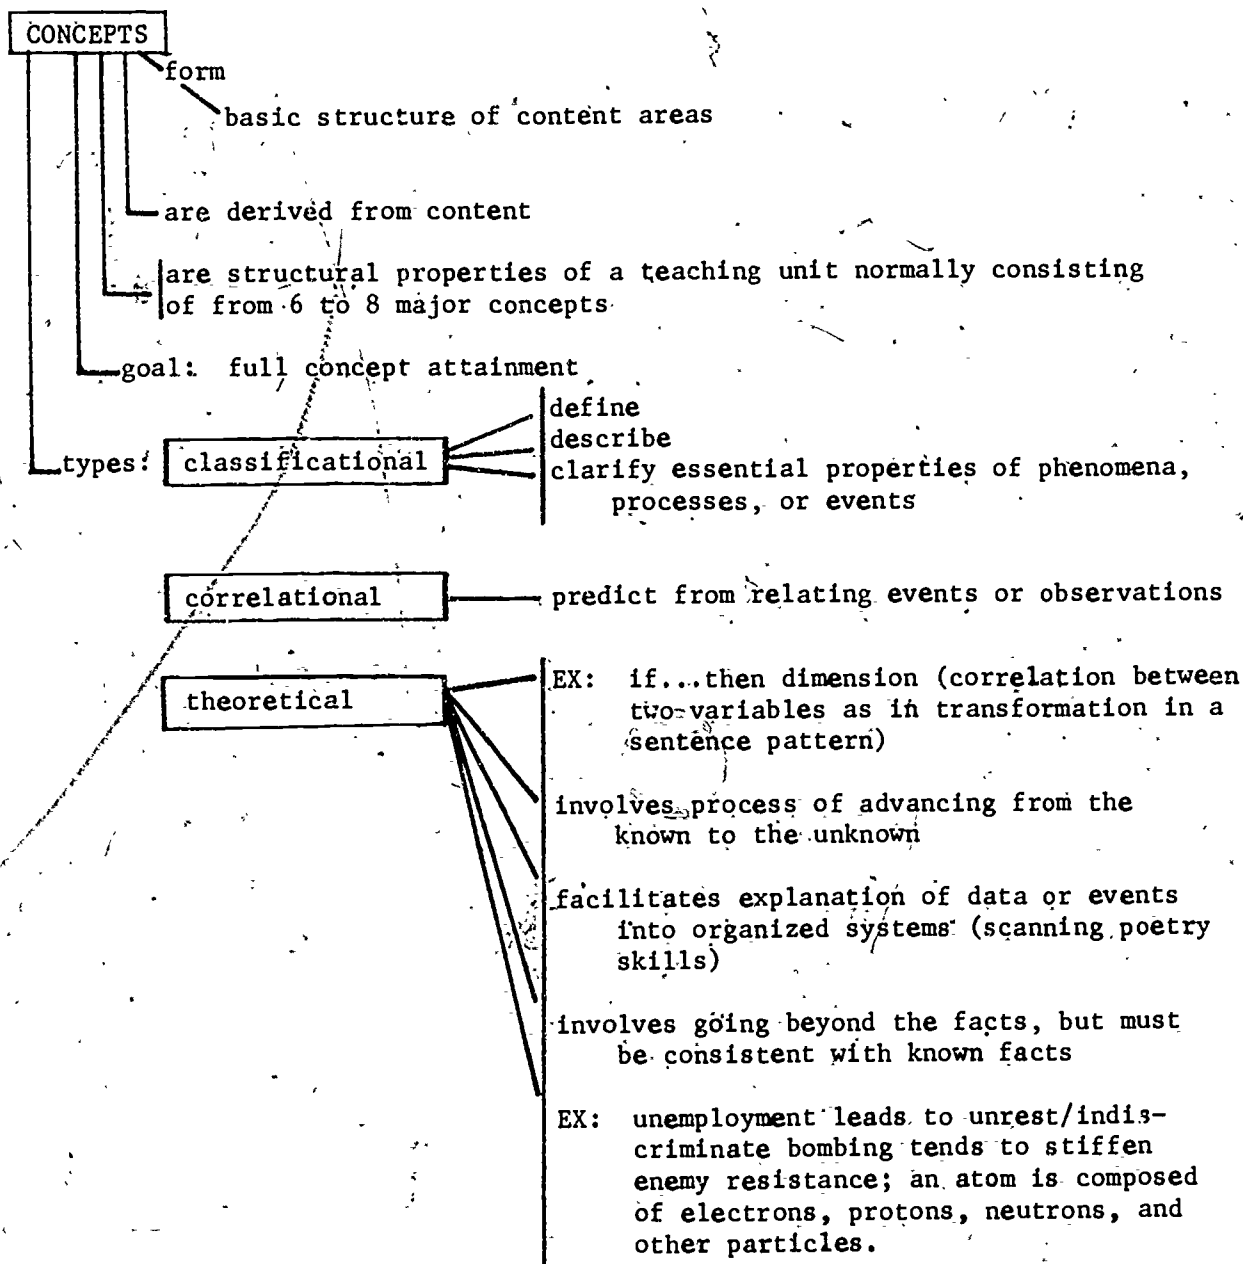 CONCEPTS
form
basic structure of content areas
are derived from content
are structural properties of a teaching unit normally consisting
of from 6 to 8 major concepts
goal: full concept attainment
types: classificational
define
describe
clarify essential properties of phenomena,
processes, or events
correlational
predict from relating events or observations
theoretical
EX: if...then dimension (correlation between
two variables as in transformation in a
sentence pattern)
involves process of advancing from the
known to the unknown
facilitates explanation of data or events
into organized systems (scanning poetry
skills)
involves going beyond the facts, but must
be consistent with known facts
EX: unemployment leads to unrest/indis-
criminate bombing tends to stiffen
enemy resistance; an atom is composed
of electrons, protons, neutrons, and
other particles.